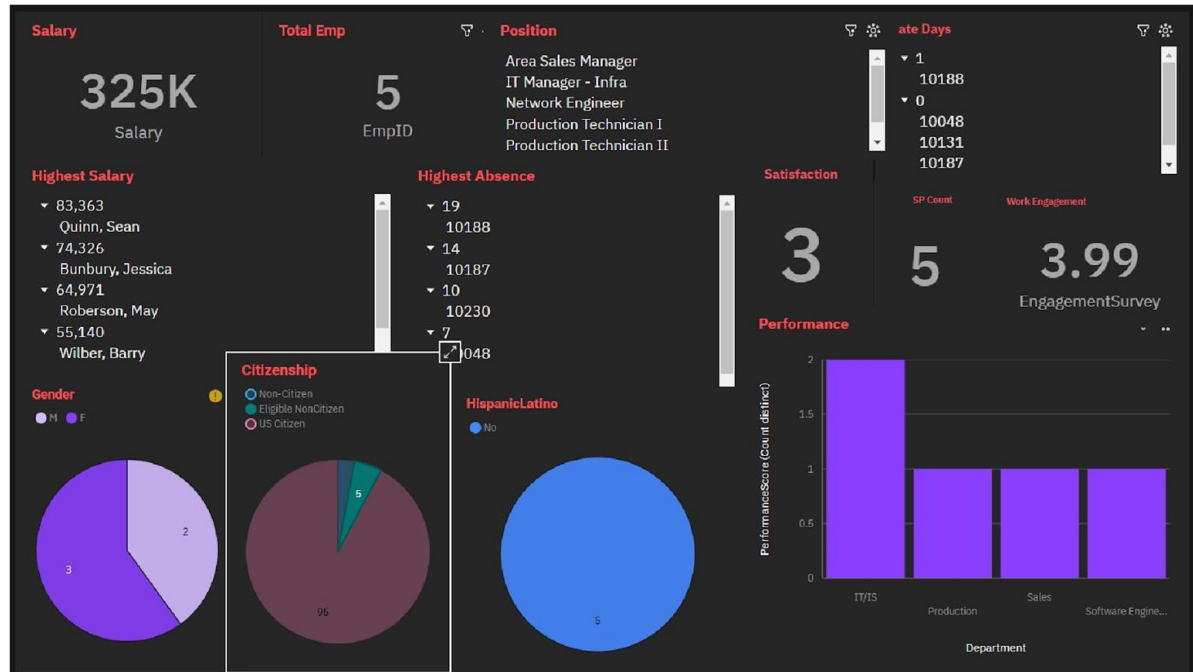 Salary
325K
Salary
Total Emp
5
EmpID
Position
Area Sales Manager
IT Manager - Infra
Network Engineer
Production Technician I
Production Technician II
ate Days
1
10188
0
10048
10131
10187
Highest Salary
83,363
Quinn, Sean
74,326
Bunbury, Jessica
64,971
Roberson, May
55,140
Wilber, Barry
Highest Absence
19
10188
14
10187
10
10230
7
0048
Satisfaction
3
SP Count
5
Work Engagement
3.99
EngagementSurvey
Gender
M F
2
3
Citizenship
Non-Citizen
Eligible NonCitizen
US Citizen
5
95
HispanicLatino
No
5
Performance
PerformanceScore (Count distinct)
2
1.5
1
0.5
0
IT/IS
Production
Sales
Software Engine...
Department